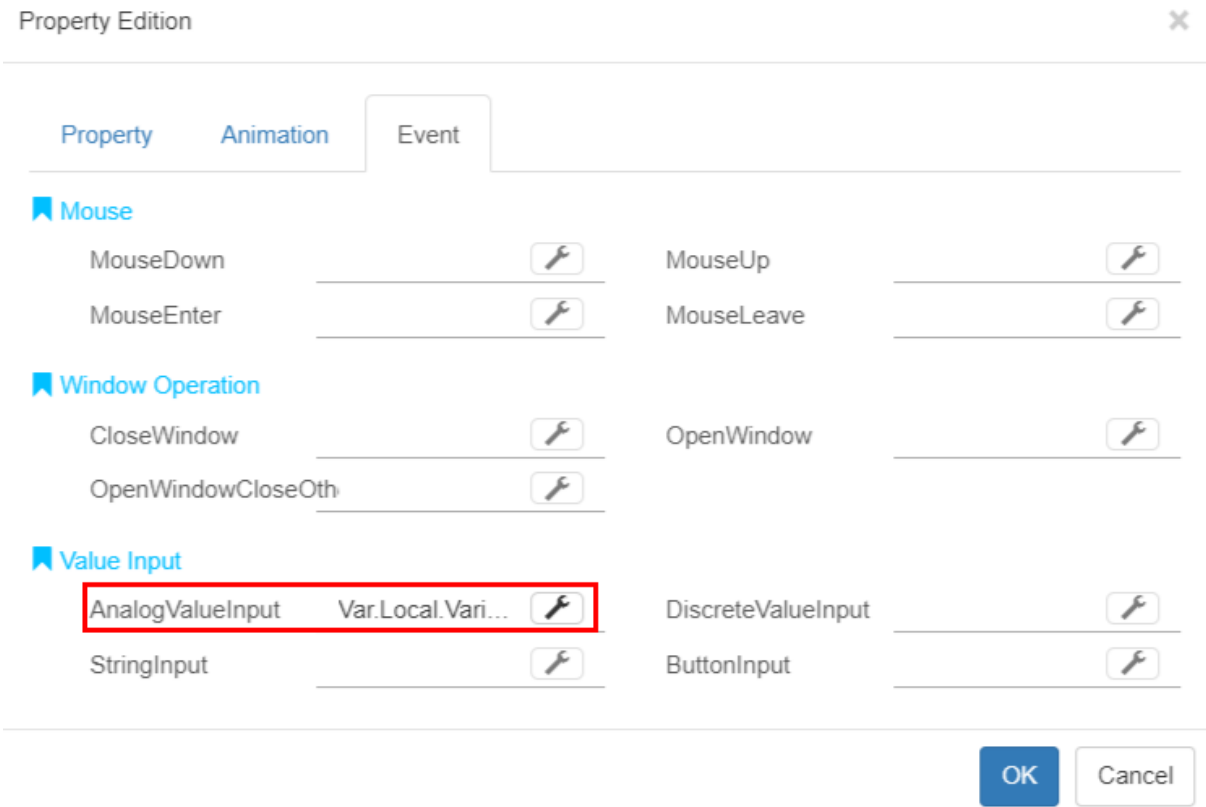 Property Edition ×
Property Animation Event
Mouse
MouseDown MouseUp
MouseEnter MouseLeave
Window Operation
CloseWindow OpenWindow
OpenWindowCloseOth
Value Input
AnalogValueInput Var.Local.Vari... DiscreteValueInput
StringInput ButtonInput
OK Cancel